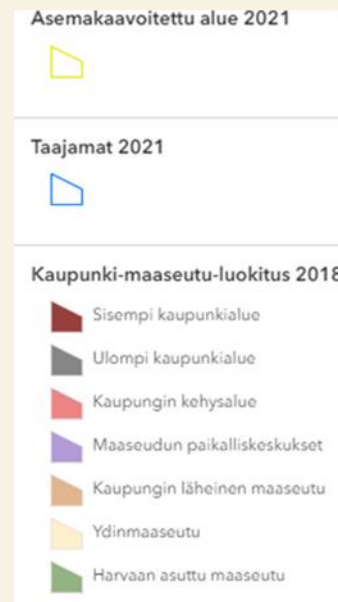 Asemakaavoitettu alue 2021
Taajamat 2021
Kaupunki-maaseutu-luokitus 2018
Sisempi kaupunkialue
Ulompi kaupunkialue
Kaupungin kehysalue
Maaseudun paikalliskeskukset
Kaupungin läheinen maaseutu
Ydinmaaseutu
Harvaan asuttu maaseutu